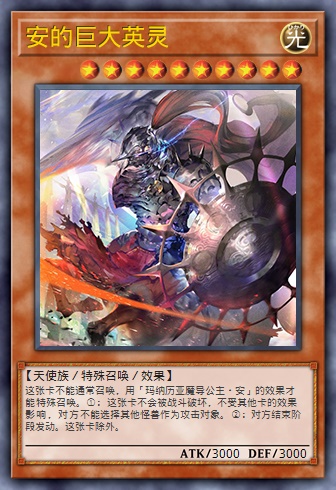 安的巨大英灵
光
【天使族／特殊召唤／效果】
这张卡不能通常召唤，用「玛纳历亚魔导公主·安」的效果才
能特殊召唤。①：这张卡不会被战斗破坏，不受其他卡的效果
影响，对方不能选择其他怪兽作为攻击对象。②：对方结束阶
段发动。这张卡除外。
ATK/3000 DEF/3000